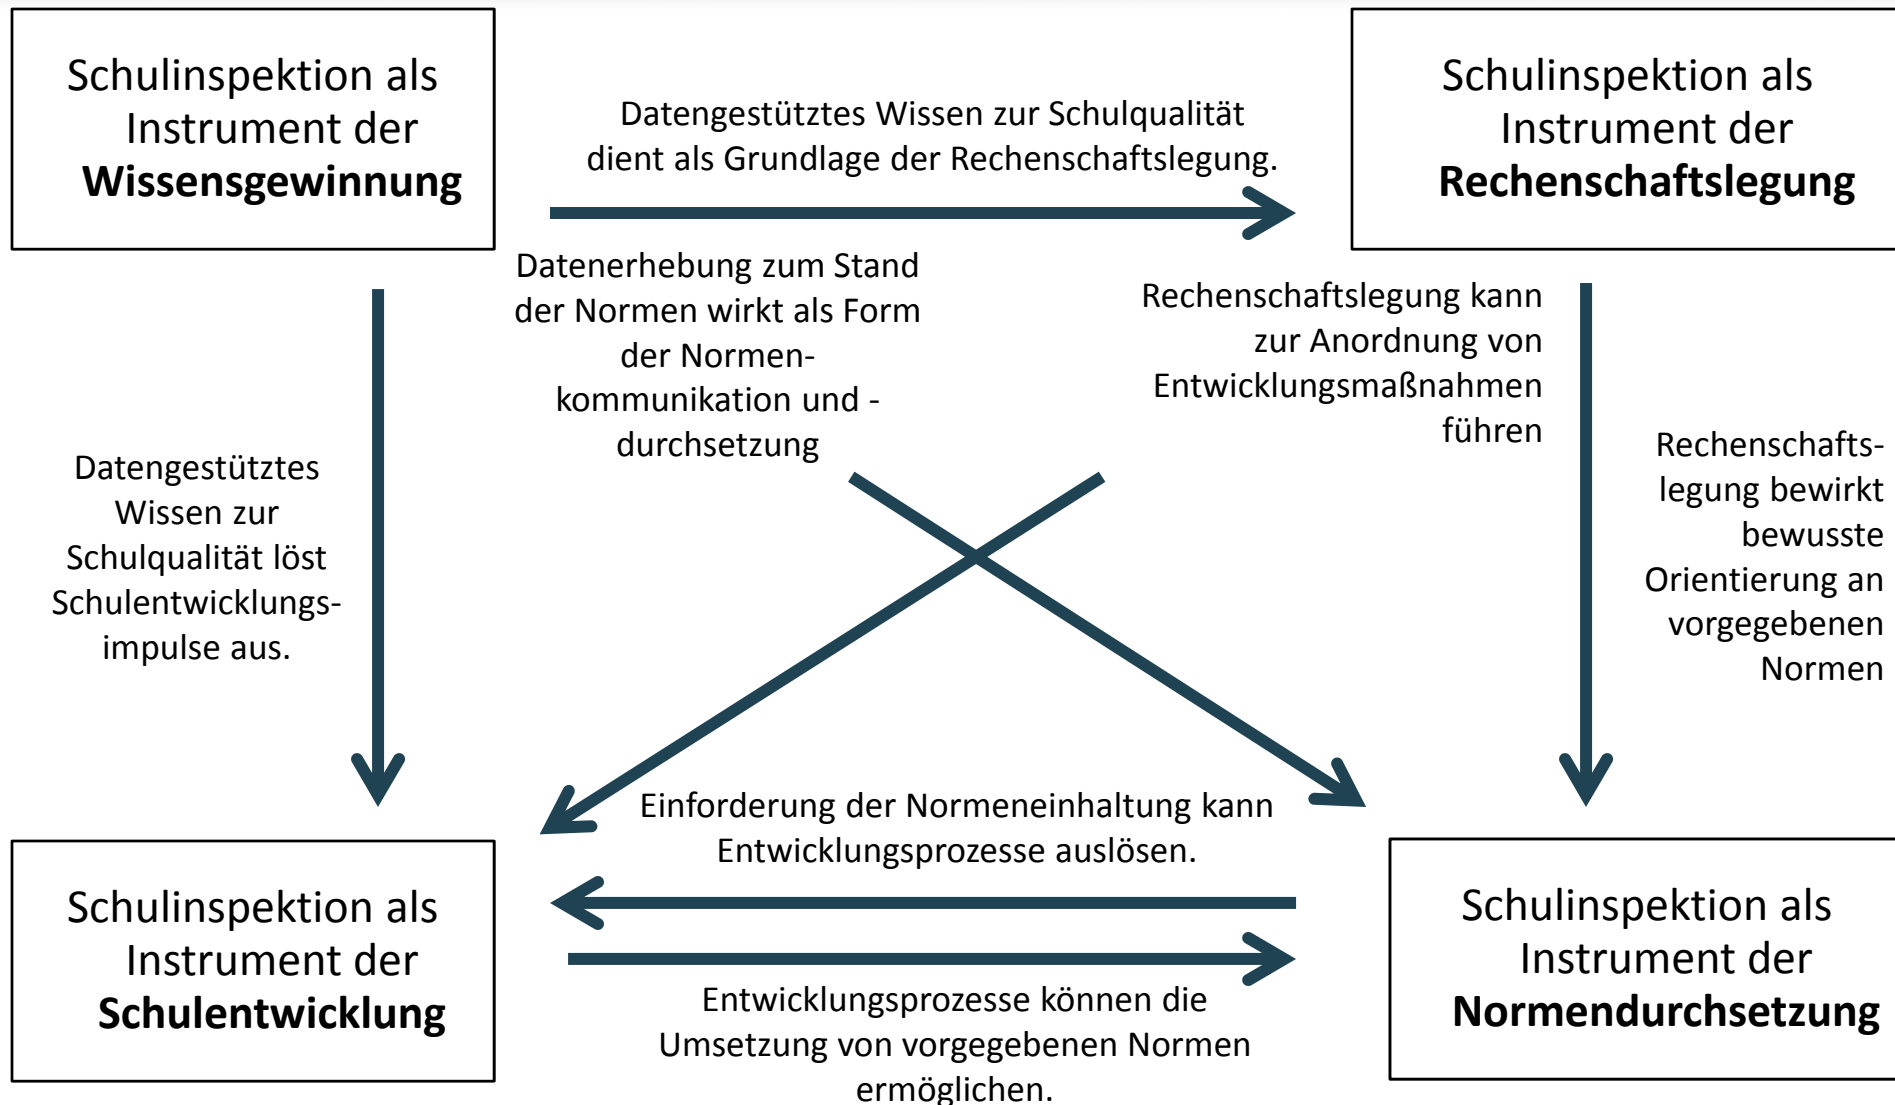 Schulinspektion als
Instrument der
Wissensgewinnung
Datengestütztes Wissen zur Schulqualität
dient als Grundlage der Rechenschaftslegung.
Schulinspektion als
Instrument der
Rechenschaftslegung
Datenerhebung zum Stand
der Normen wirkt als Form
der Normen-
kommunikation und -
durchsetzung
Rechenschaftslegung kann
zur Anordnung von
Entwicklungsmaßnahmen
führen
Datengestütztes
Wissen zur
Schulqualität löst
Schulentwicklungs-
impulse aus.
Rechenschafts-
legung bewirkt
bewusste
Orientierung an
vorgegebenen
Normen
Einforderung der Normeneinhaltung kann
Entwicklungsprozesse auslösen.
Schulinspektion als
Instrument der
Schulentwicklung
Entwicklungsprozesse können die
Umsetzung von vorgegebenen Normen
ermöglichen.
Schulinspektion als
Instrument der
Normendurchsetzung